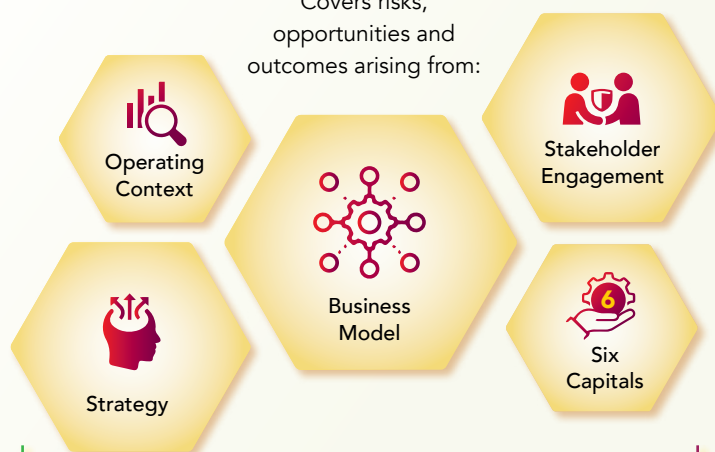 Covers risks,
opportunities and
outcomes arising from:
Operating
Context
Stakeholder
Engagement
Business
Model
Strategy
6
Six
Capitals